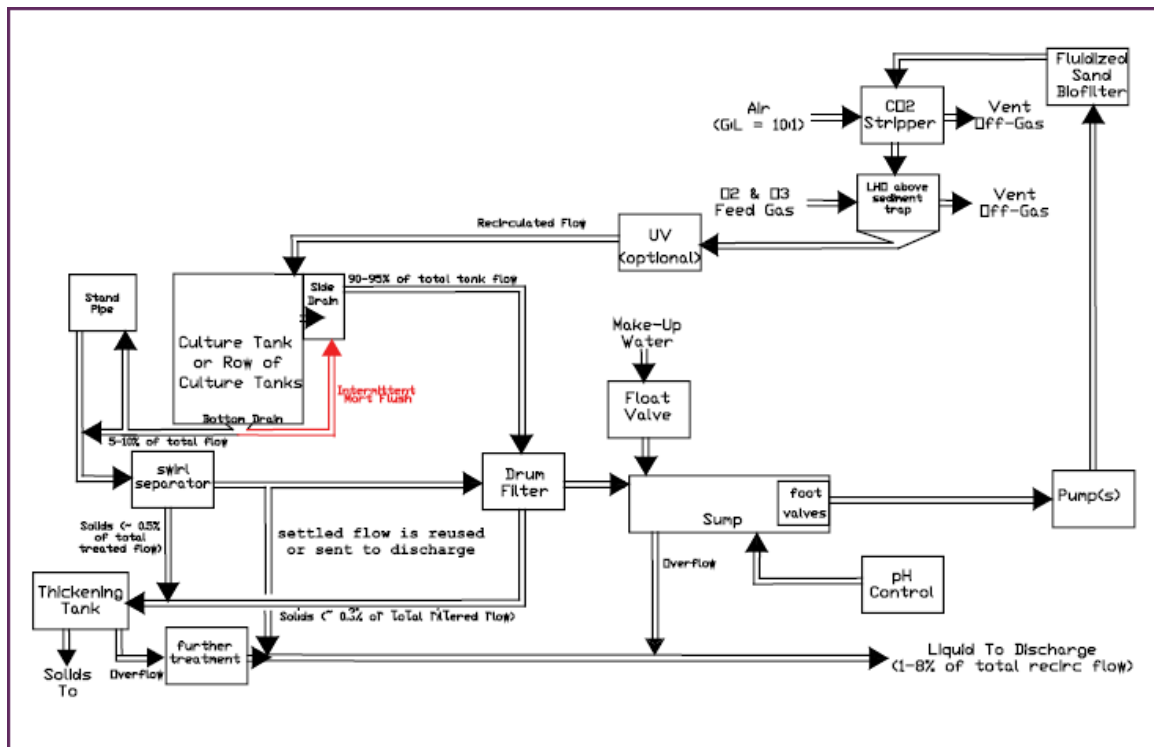 Fluidized
Sand
Biofilter
Air
(G:L = 10:1)
CO2
Stripper
Vent
Off-Gas
O2 & O3
Feed Gas
LHO above
sediment
trap
Vent
Off-Gas
Recirculated Flow
UV
(optional)
90-95% of total tank flow
Side
Drain
Stand
Pipe
Culture Tank
or Row of
Culture Tanks
Make-Up
Water
Intermittent
Mort Flush
Float
Valve
Bottom Drain
5-10% of total flow
swirl
separator
Drum
Filter
foot
valves
Sump
Pump(s)
Solids (~ 0.5%
of total
treated flow)
settled flow is reused
or sent to discharge
Overflow
pH
Control
Thickening
Tank
Solids (~ 0.3% of total filtered flow)
further
treatment
Overflow
Solids
To
Liquid To Discharge
(1-8% of total recirc flow)